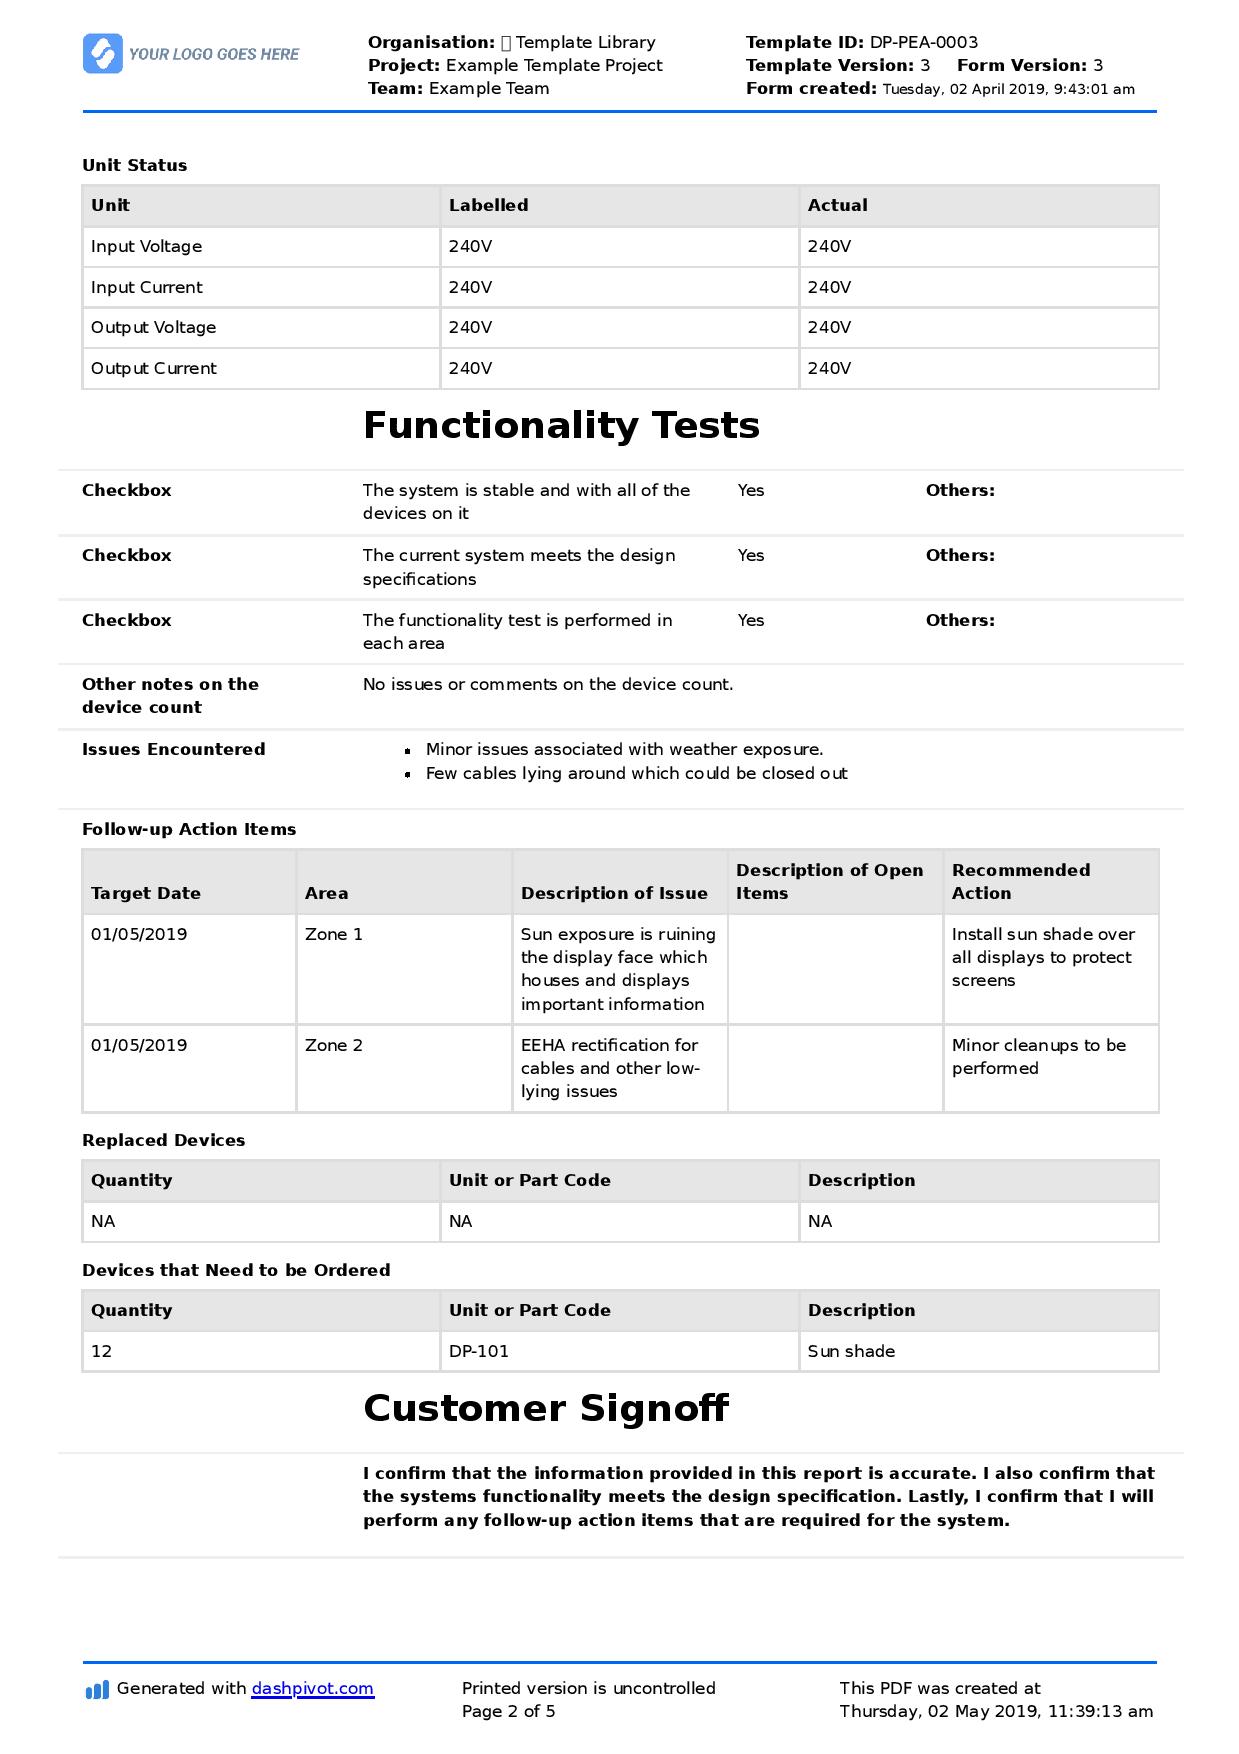 YOUR LOGO GOES HERE
Organisation: Template Library
Project: Example Template Project
Team: Example Team
Template ID: DP-PEA-0003
Template Version: 3 Form Version: 3
Form created: Tuesday, 02 April 2019, 9:43:01 am
Unit Status
Unit Labelled Actual
Input Voltage 240V 240V
Input Current 240V 240V
Output Voltage 240V 240V
Output Current 240V 240V
Functionality Tests
Checkbox The system is stable and with all of the Yes Others:
devices on it
Checkbox The current system meets the design Yes Others:
specifications
Checkbox The functionality test is performed in Yes Others:
each area
Other notes on the No issues or comments on the device count.
device count
Issues Encountered
▪ Minor issues associated with weather exposure.
▪ Few cables lying around which could be closed out
Follow-up Action Items
Target Date Area Description of Issue
Description of Open
Items
Recommended
Action
01/05/2019 Zone 1
Sun exposure is ruining
the display face which
houses and displays
important information
Install sun shade over
all displays to protect
screens
01/05/2019 Zone 2
EEHA rectification for
cables and other low-
lying issues
Minor cleanups to be
performed
Replaced Devices
Quantity Unit or Part Code Description
NA NA NA
Devices that Need to be Ordered
Quantity Unit or Part Code Description
12 DP-101 Sun shade
Customer Signoff
I confirm that the information provided in this report is accurate. I also confirm that
the systems functionality meets the design specification. Lastly, I confirm that I will
perform any follow-up action items that are required for the system.
Generated with dashpivot.com
Printed version is uncontrolled
Page 2 of 5
This PDF was created at
Thursday, 02 May 2019, 11:39:13 am